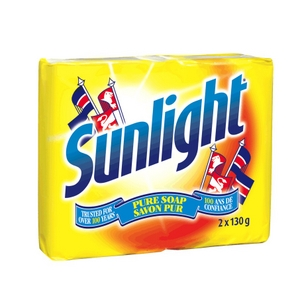 Sunlight
PURE SOAP
SAVON PUR
TRUSTED FOR
OVER 100 YEARS
100 ANS DE
CONFIANCE
2 x 130 g